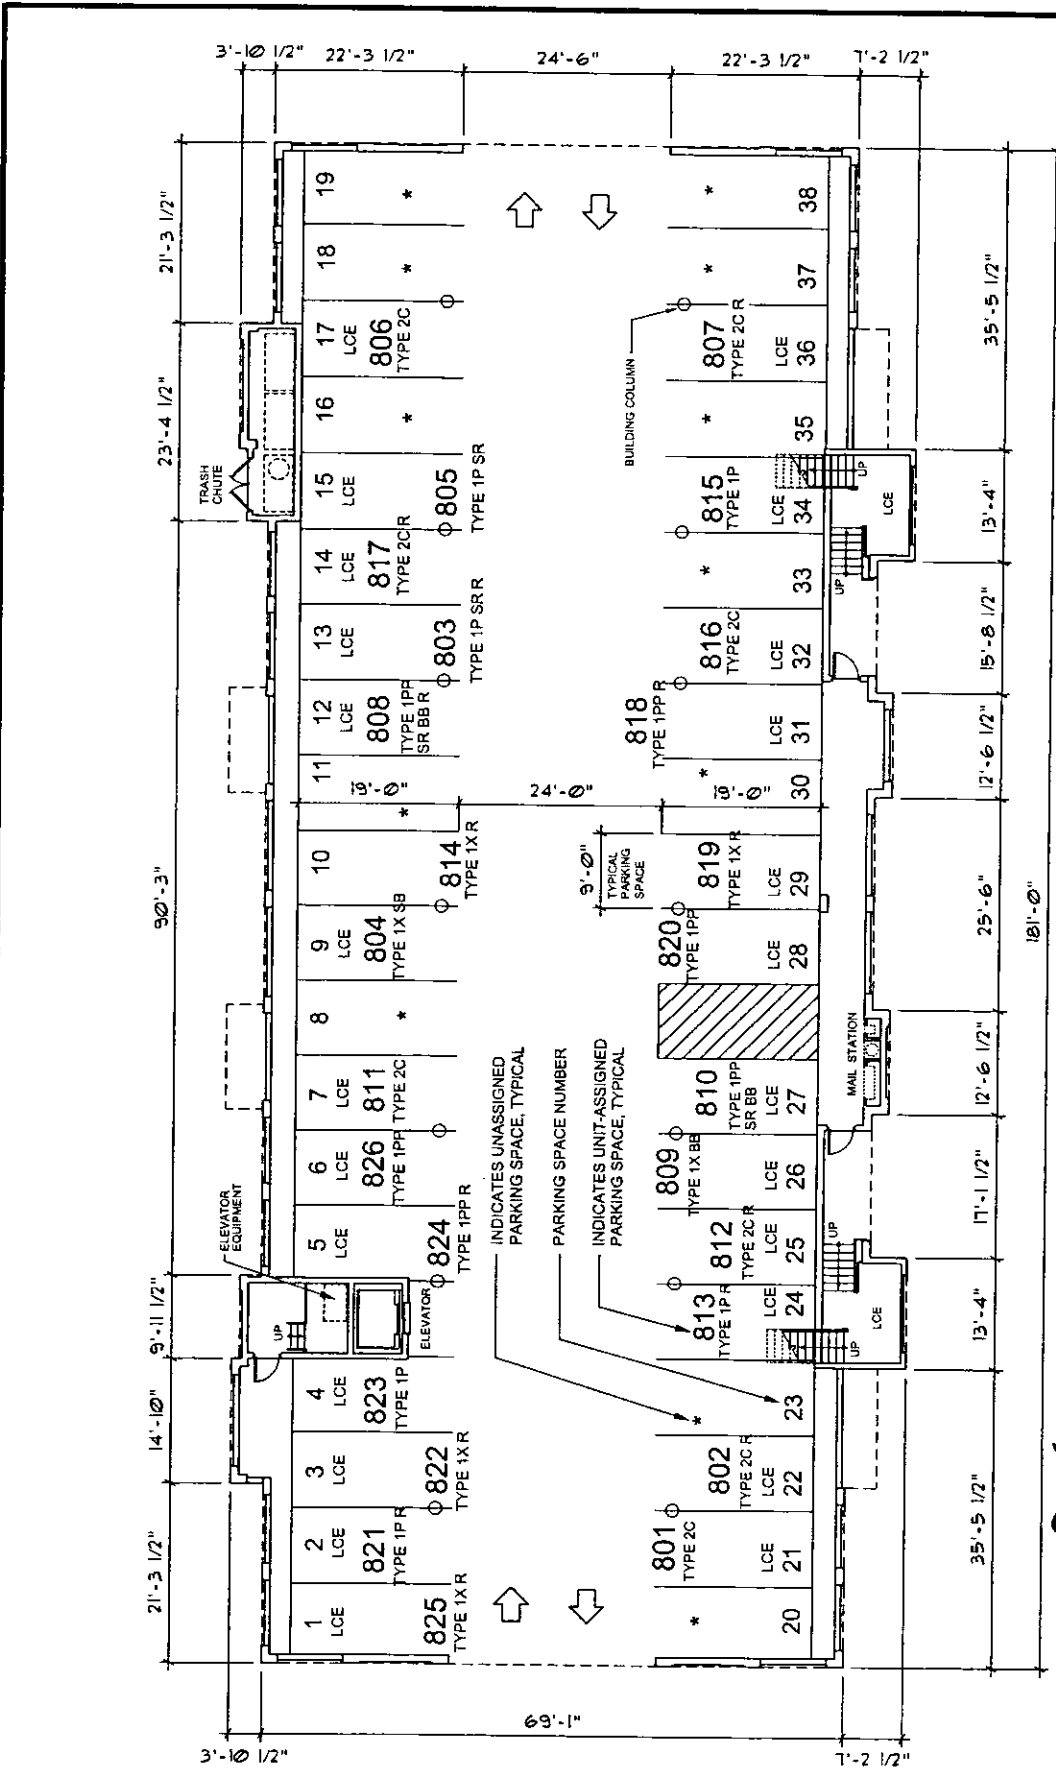 3'-10 1/2"
22'-3 1/2"
24'-6"
22'-3 1/2"
7'-2 1/2"
21'-3 1/2"
23'-4 1/2"
90'-3"
9'-11 1/2"
14'-10"
21'-3 1/2"
TRASH
CHUTE
ELEVATOR
EQUIPMENT
19
*
18
*
17
LCE
806
TYPE 2C
16
*
15
LCE
805
TYPE 1P SR
14
LCE
817
TYPE 2C R
13
LCE
803
TYPE 1P SR R
12
LCE
808
TYPE 1PP
SR BB R
11
*
19'-0"
24'-0"
19'-0"
10
814
TYPE 1X R
9
LCE
804
TYPE 1X SB
8
*
7
LCE
811
TYPE 2C
6
LCE
826
TYPE 1PP
5
LCE
824
TYPE 1PP R
UP
ELEVATOR
4
LCE
823
TYPE 1P
3
LCE
822
TYPE 1X R
2
LCE
821
TYPE 1P R
1
LCE
825
TYPE 1X R
BUILDING COLUMN
9'-0"
TYPICAL
PARKING
SPACE
INDICATES UNASSIGNED
PARKING SPACE, TYPICAL
PARKING SPACE NUMBER
INDICATES UNIT-ASSIGNED
PARKING SPACE, TYPICAL
*
38
*
37
807
TYPE 2C R
LCE
36
*
35
815
TYPE 1P
LCE
34
*
33
816
TYPE 2C
LCE
32
818
TYPE 1PP R
LCE
31
*
30
819
TYPE 1X R
LCE
29
820
TYPE 1PP
LCE
28
810
TYPE 1PP
SR BB
LCE
27
809
TYPE 1X BB
LCE
26
812
TYPE 2C R
LCE
25
813
TYPE 1P R
LCE
24
*
23
802
TYPE 2C R
LCE
22
801
TYPE 2C
LCE
21
*
20
UP
LCE
UP
MAIL STATION
UP
UP
LCE
35'-5 1/2"
13'-4"
15'-8 1/2"
12'-6 1/2"
25'-6"
12'-6 1/2"
17'-1 1/2"
13'-4"
35'-5 1/2"
181'-0"
3'-10 1/2"
69'-1"
7'-2 1/2"